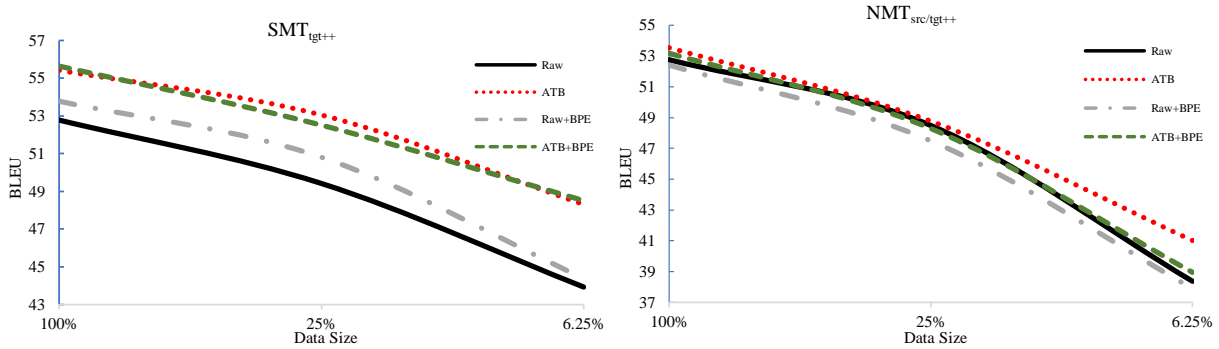 SMTtgt++
57
55
53
51
49
47
45
43
BLEU
100%
25%
6.25%
Data Size
Raw
ATB
Raw+BPE
ATB+BPE
NMTsrc/tgt++
55
53
51
49
47
45
43
41
39
37
BLEU
100%
25%
6.25%
Data Size
Raw
ATB
Raw+BPE
ATB+BPE